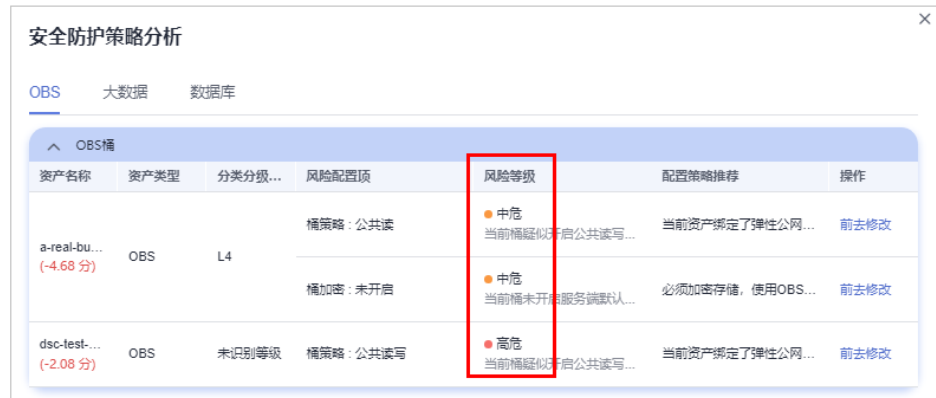 安全防护策略分析
OBS 大数据 数据库
OBS桶
资产名称 资产类型 分类分级... 风险配置顶 风险等级 配置策略推荐 操作
a-real-bu...
(-4.68 分)
OBS
L4
桶策略 : 公共读
中危
当前桶疑似开启公共读写...
当前资产绑定了弹性公网...
前去修改
桶加密 : 未开启
中危
当前桶未开启服务端默认...
必须加密存储，使用OBS...
前去修改
dsc-test-...
(-2.08 分)
OBS
未识别等级
桶策略 : 公共读写
高危
当前桶疑似开启公共读写...
当前资产绑定了弹性公网...
前去修改